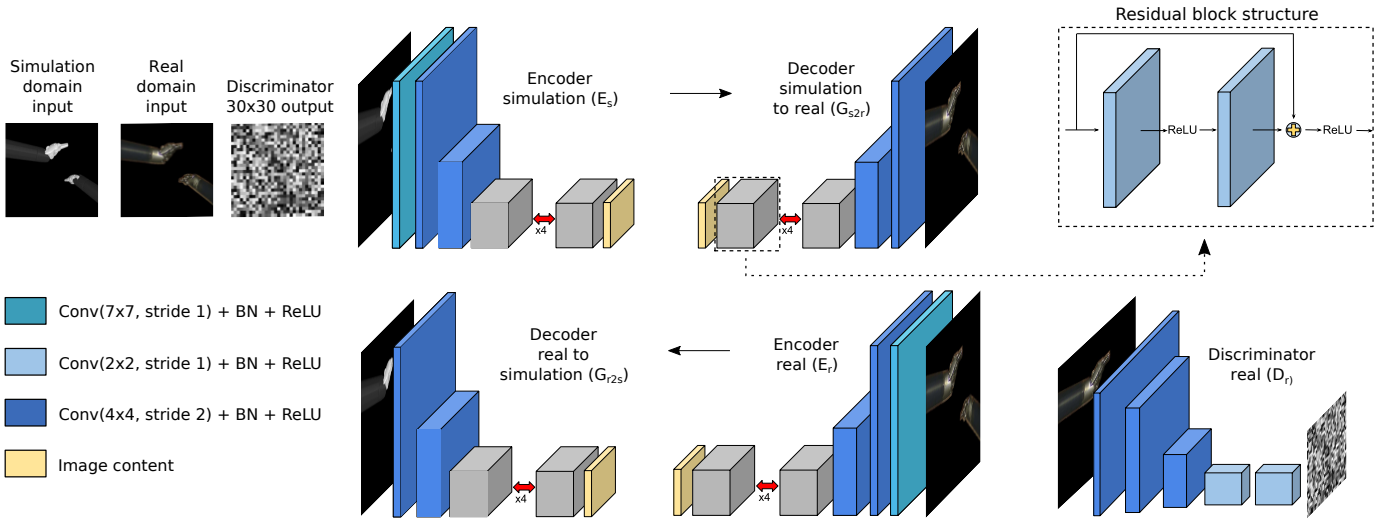 Simulation
domain
input
Real
domain
input
Discriminator
30x30 output
Encoder
simulation (Es)
x4
Decoder
simulation
to real (Gs2r)
x4
Residual block structure
ReLU
ReLU
Conv(7x7, stride 1) + BN + ReLU
Conv(2x2, stride 1) + BN + ReLU
Conv(4x4, stride 2) + BN + ReLU
Image content
Decoder
real to
simulation (Gr2s)
x4
Encoder
real (Er)
x4
Discriminator
real (Dr)